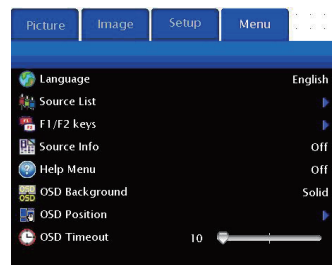 Picture Image Setup Menu
Language English
Source List
F1/F2 keys
Source Info Off
Help Menu Off
OSD Background Solid
OSD Position
OSD Timeout 10